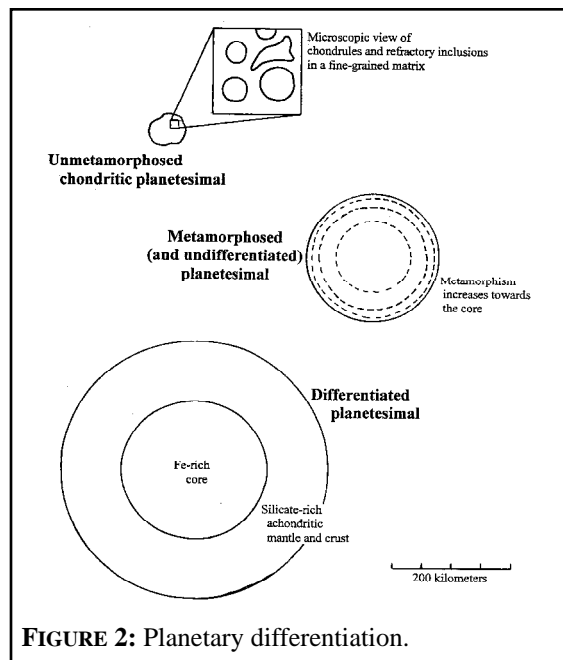 Microscopic view of
chondrules and refractory inclusions
in a fine-grained matrix
Unmetamorphosed
chondritic planetesimal
Metamorphosed
(and undifferentiated)
planetesimal
Metamorphism
increases towards
the core
Differentiated
planetesimal
Fe-rich
core
Silicate-rich
achondritic
mantle and crust
200 kilometers
FIGURE 2: Planetary differentiation.